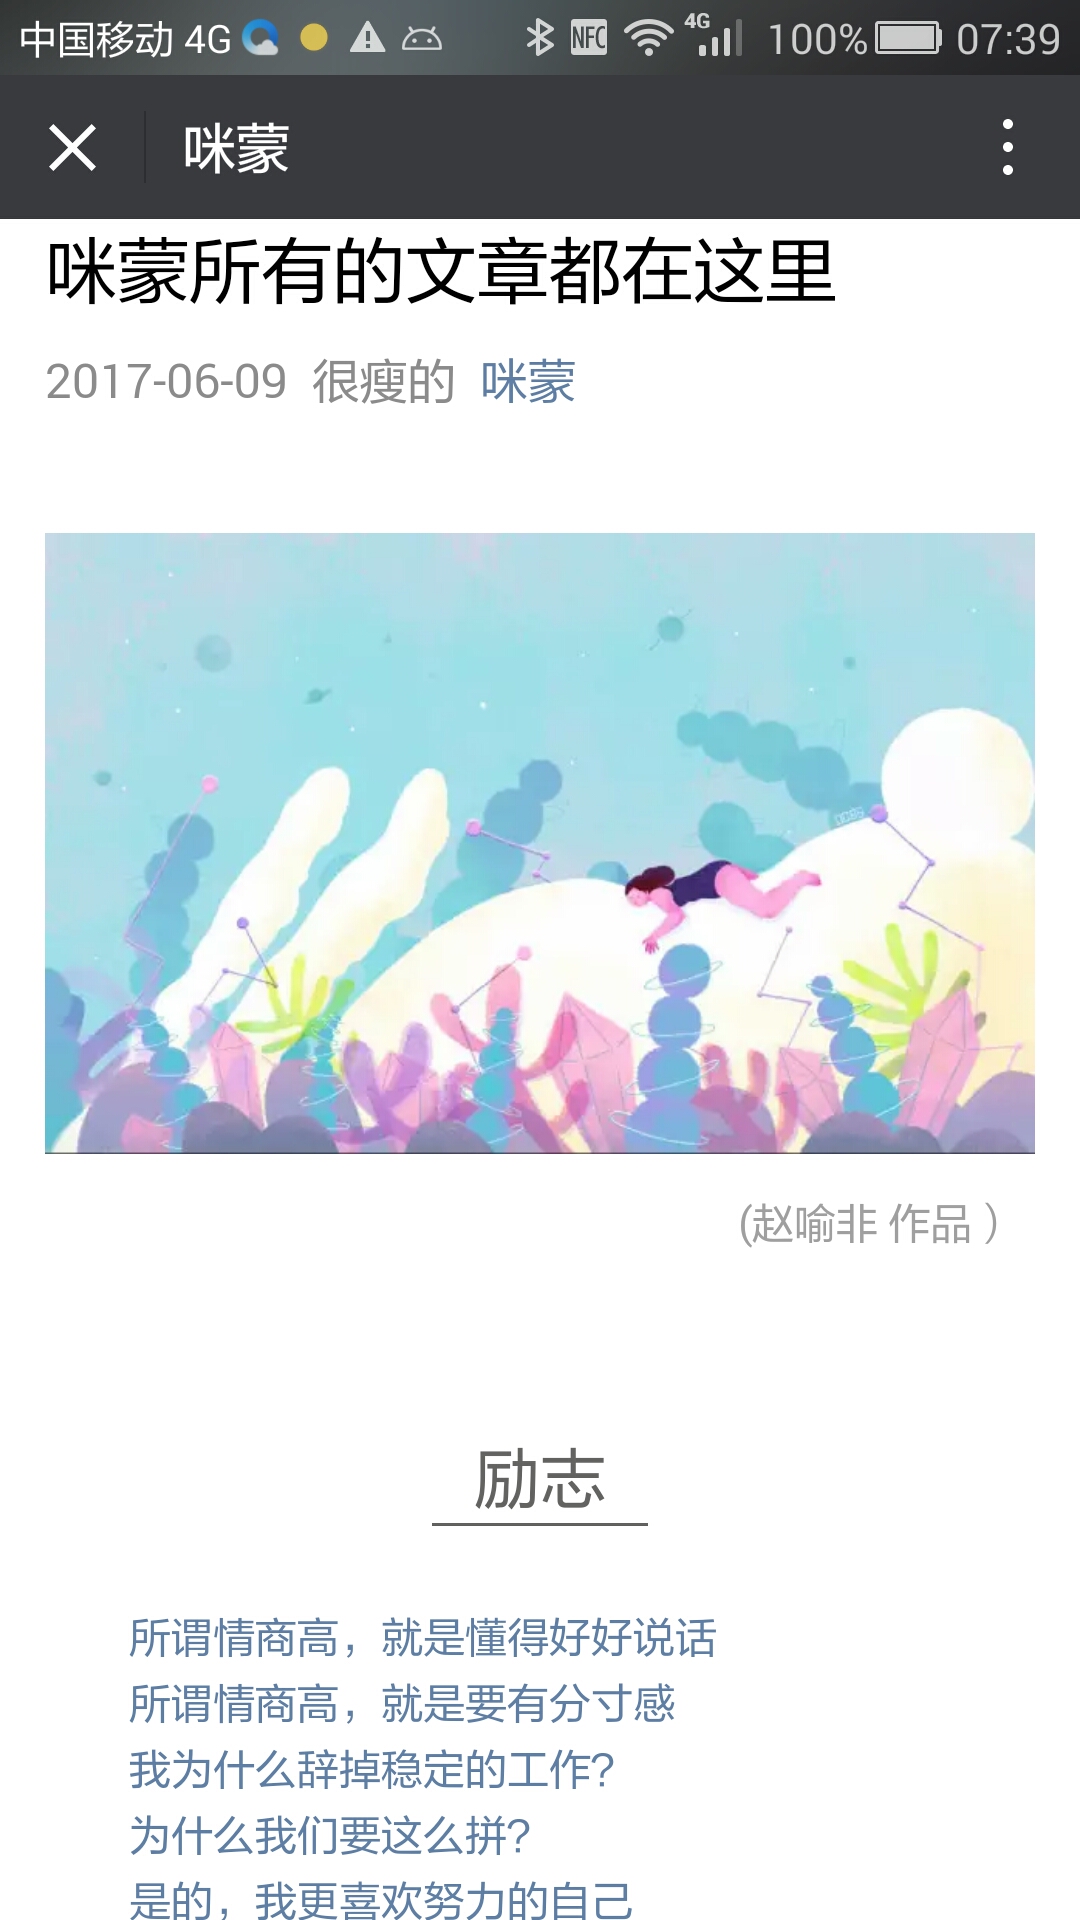 中国移动 4G NFC 4G 100% 07:39
咪蒙
咪蒙所有的文章都在这里
2017-06-09 很瘦的 咪蒙
(赵喻非 作品 )
励志
所谓情商高，就是懂得好好说话
所谓情商高，就是要有分寸感
我为什么辞掉稳定的工作?
为什么我们要这么拼?
是的，我更喜欢努力的自己